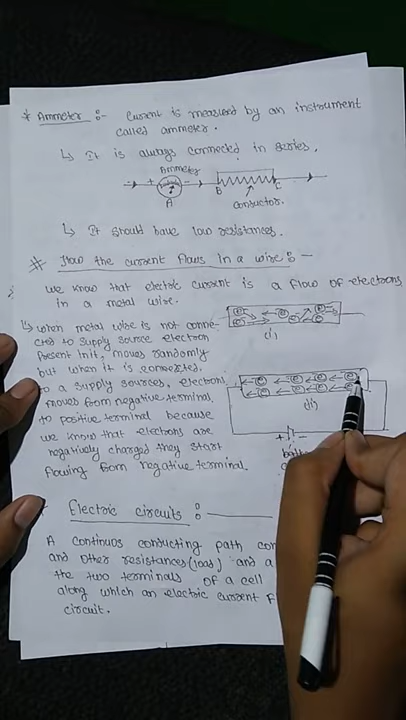 * Ammeter :- Current is measured by an instrument
called ammeter.
↳ It is always connected in series.
Ammeter
+ -
A B C
conductor.
↳ It should have low resistances.
# How the current flows in a wire :-
we know that electric current is a flow of electrons
in a metal wire.
↳ when metal wire is not conne-
cted to supply source electron
present init, moves randomly
but when it is connected.
to a supply sources, electrons
moves from negative terminal
to positive terminal because
we know that electrons are
negatively charged they start
flowing from negative terminal.
Electric circuits :
A continuos conducting path
and other resistances (load) and a
the two terminals of a cell
along which an electric current
circuit.